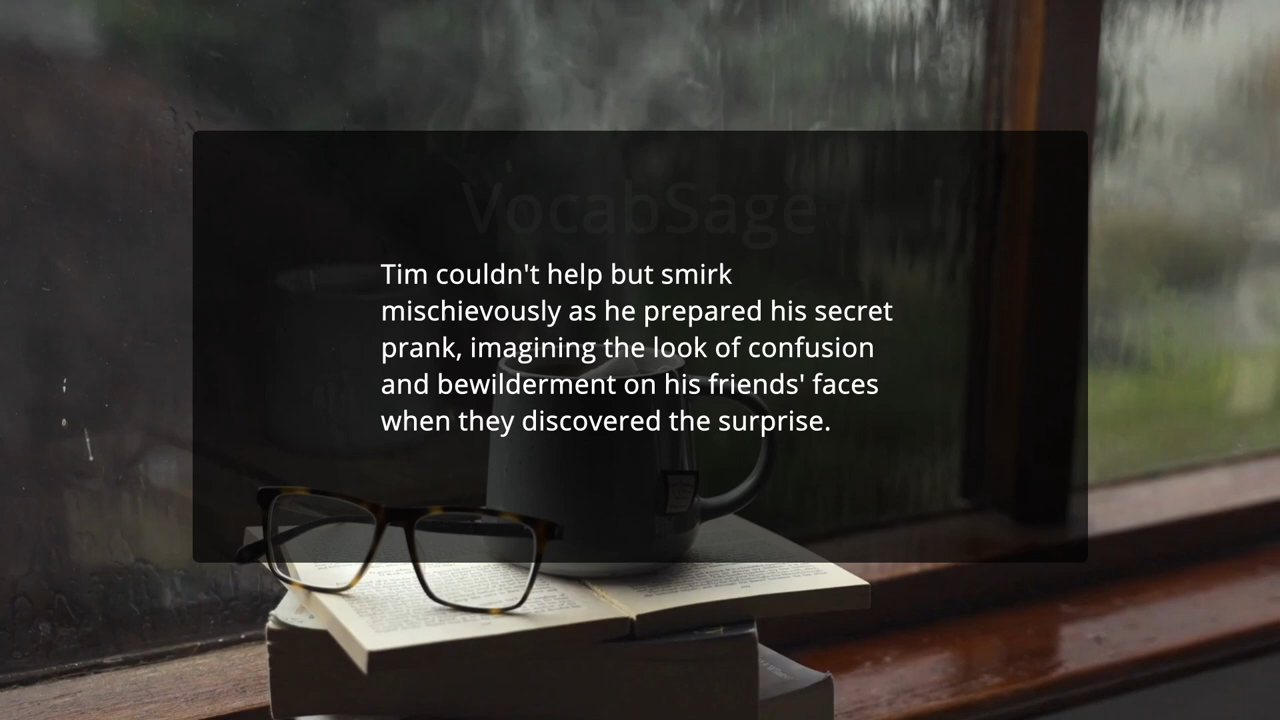 VocabSage
Tim couldn't help but smirk
mischievously as he prepared his secret
prank, imagining the look of confusion
and bewilderment on his friends' faces
when they discovered the surprise.